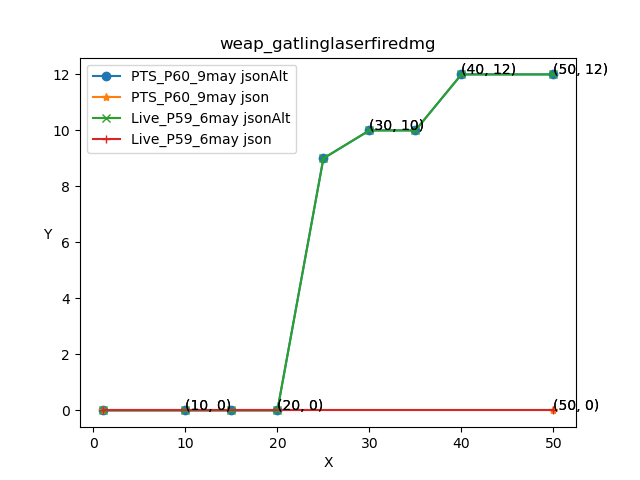 weap_gatlinglaserfiredmg
PTS_P60_9may jsonAlt
PTS_P60_9may json
Live_P59_6may jsonAlt
Live_P59_6may json
(40, 12)
(50, 12)
(30, 10)
(10, 0)
(20, 0)
(50, 0)
12
10
8
6
4
2
0
Y
0
10
20
30
40
50
X